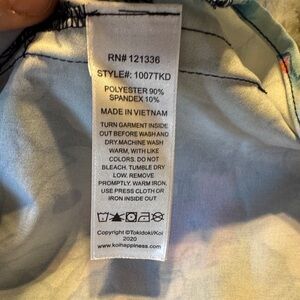 RN# 121336
STYLE#: 1007TKD
POLYESTER 90%
SPANDEX 10%
MADE IN VIETNAM
TURN GARMENT INSIDE
OUT BEFORE WASH AND
DRY.MACHINE WASH
WARM, WITH LIKE
COLORS. DO NOT
BLEACH. TUMBLE DRY
LOW. REMOVE
PROMPTLY. WARM IRON,
USE PRESS CLOTH OR
IRON INSIDE OUT
Copyright ©Tokidoki/Koi
2020
www.koihappiness.com